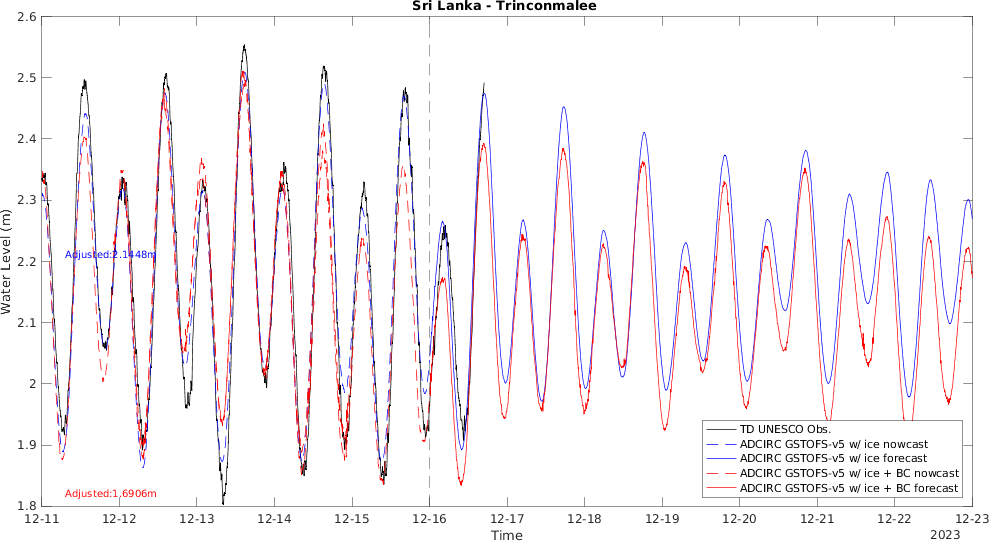 Sri Lanka - Trinconmalee
2.6
2.5
2.4
2.3
2.2
2.1
2
1.9
1.8
Water Level (m)
Adjusted:2.1448m
Adjusted:1.6906m
TD UNESCO Obs.
ADCIRC GSTOFS-v5 w/ ice nowcast
ADCIRC GSTOFS-v5 w/ ice forecast
ADCIRC GSTOFS-v5 w/ ice + BC nowcast
ADCIRC GSTOFS-v5 w/ ice + BC forecast
12-11 12-12 12-13 12-14 12-15 12-16 12-17 12-18 12-19 12-20 12-21 12-22 12-23
Time
2023